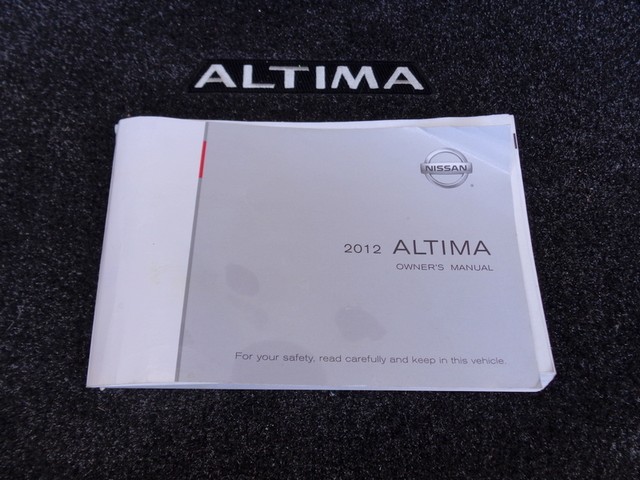 ALTIMA
NISSAN
2012 ALTIMA
OWNER'S MANUAL
For your safety, read carefully and keep in this vehicle.